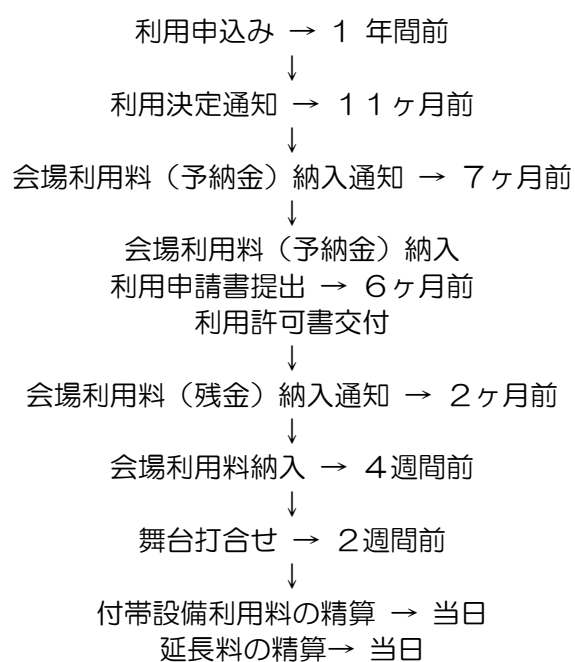 利用申込み → １ 年間前
↓
利用決定通知 → １１ヶ月前
↓
会場利用料（予納金）納入通知 → ７ヶ月前
↓
会場利用料（予納金）納入
利用申請書提出 → ６ヶ月前
利用許可書交付
↓
会場利用料（残金）納入通知 → ２ヶ月前
↓
会場利用料納入 → ４週間前
↓
舞台打合せ → ２週間前
↓
付帯設備利用料の精算 → 当日
延長料の精算→ 当日